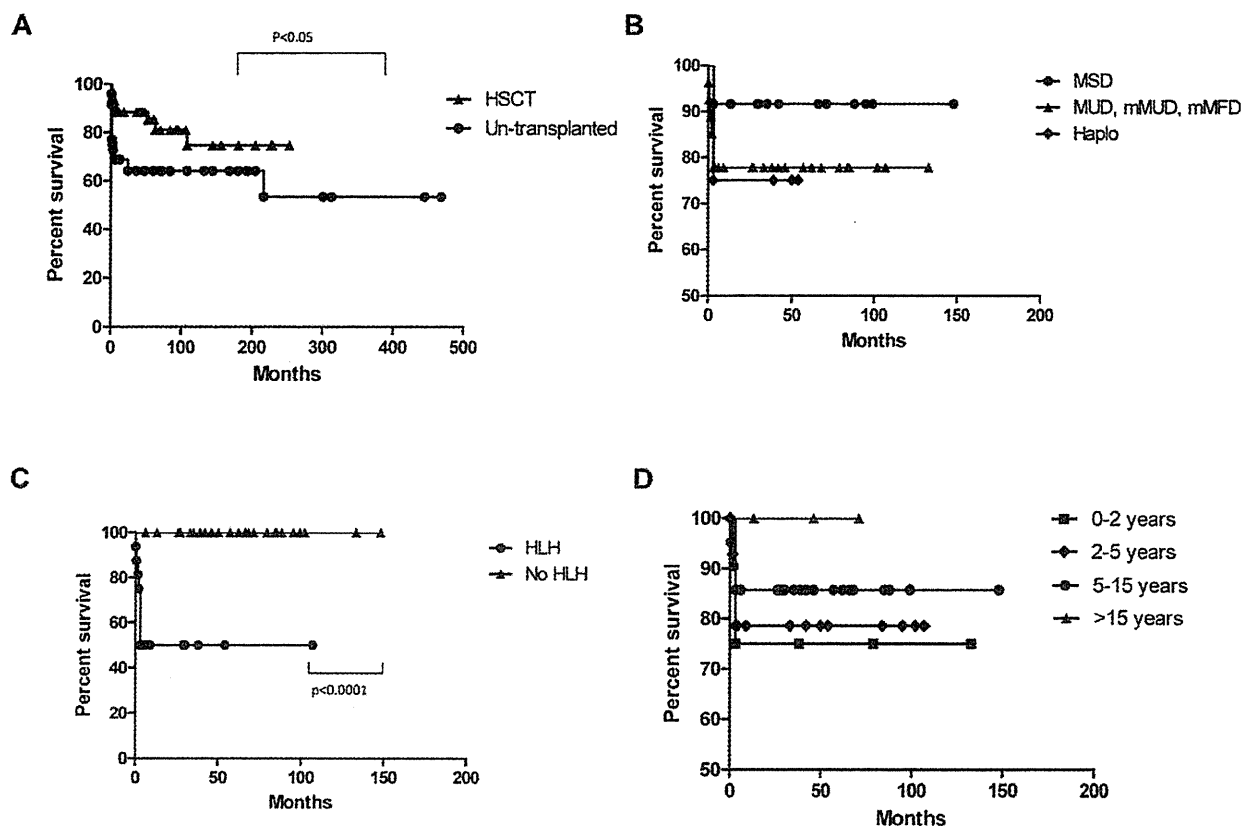 A
P<0.05
100
80
60
40
20
0
Percent survival
0 100 200 300 400 500
Months
HSCT
Un-transplanted
B
100
90
80
70
60
50
Percent survival
0 50 100 150 200
Months
MSD
MUD, mMUD, mMFD
Haplo
C
100
80
60
40
20
0
Percent survival
0 50 100 150 200
Months
HLH
No HLH
p<0.0001
D
100
90
80
70
60
50
Percent survival
0 50 100 150 200
Months
0-2 years
2-5 years
5-15 years
>15 years